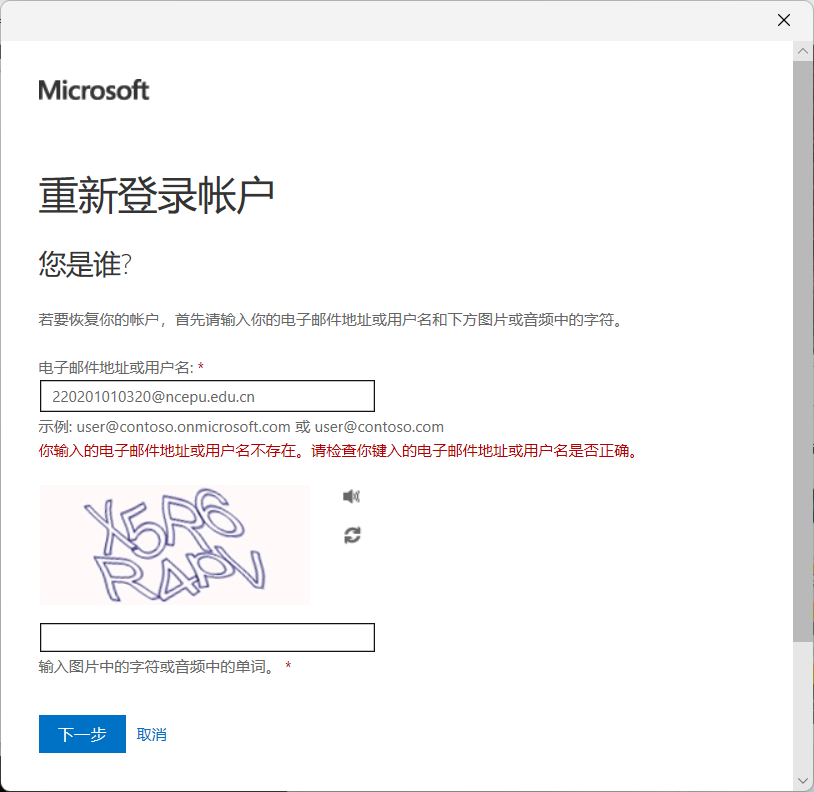 Microsoft
重新登录帐户
您是谁?
若要恢复你的帐户，首先请输入你的电子邮件地址或用户名和下方图片或音频中的字符。
电子邮件地址或用户名: *
220201010320@ncepu.edu.cn
示例: user@contoso.onmicrosoft.com 或 user@contoso.com
你输入的电子邮件地址或用户名不存在。请检查你键入的电子邮件地址或用户名是否正确。
输入图片中的字符或音频中的单词。 *
下一步 取消